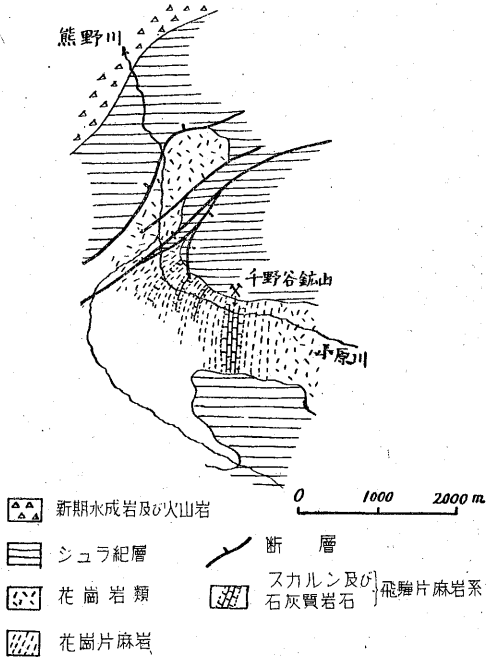 熊野川
千野谷鉱山
小原川
0 1000 2000 m.
新期水成岩及び火山岩
ジュラ紀層
断層
花崗岩類
スカルン及び
石灰質岩石
飛騨片麻岩系
花崗片麻岩